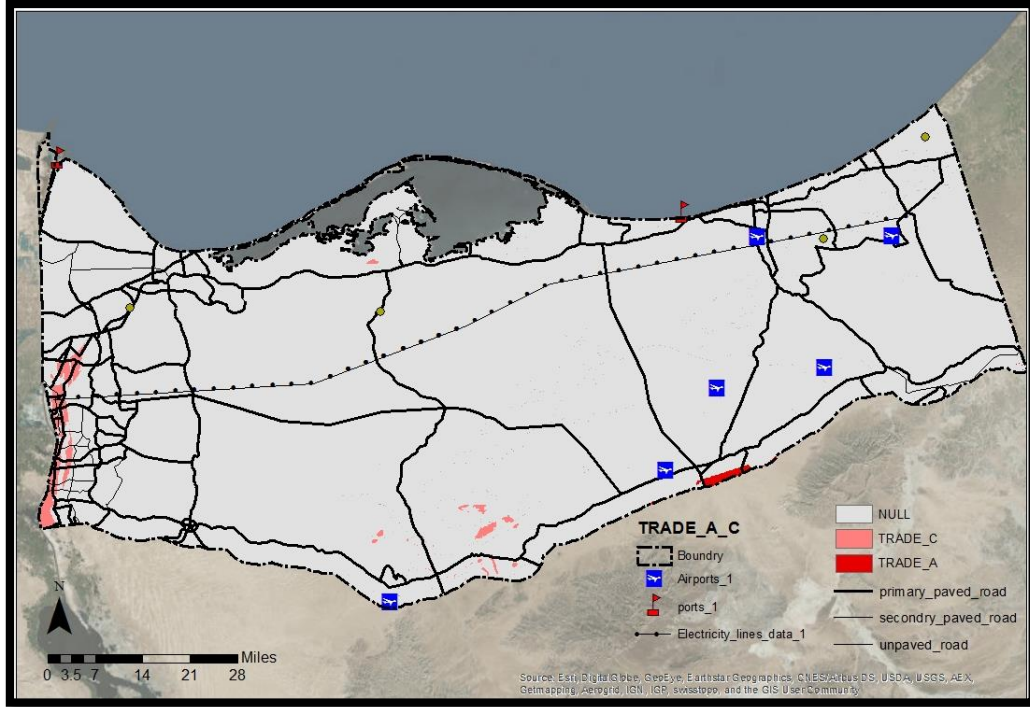 TRADE_A_C
Boundry
Airports_1
ports_1
Electricity_lines_data_1
NULL
TRADE_C
TRADE_A
primary_paved_road
secondry_paved_road
unpaved_road
N
Miles
0 3.5 7 14 21 28
Source: Esri, DigitalGlobe, GeoEye, Earthstar Geographics, CNES/Airbus DS, USDA, USGS, AEX,
Getmapping, Aerogrid, IGN, IGP, swisstopo, and the GIS User Community